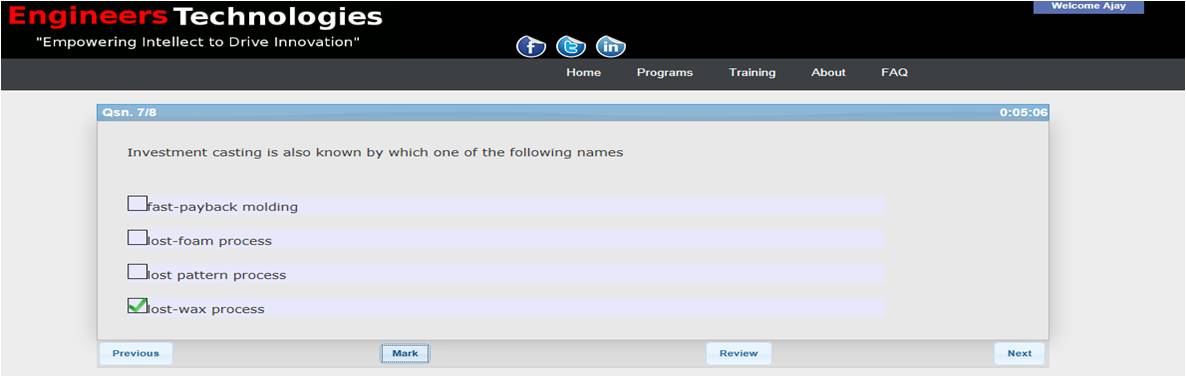 Engineers Technologies
Welcome Ajay
"Empowering Intellect to Drive Innovation"
f t in
Home Programs Training About FAQ
Qsn. 7/8 0:05:06
Investment casting is also known by which one of the following names
fast-payback molding
lost-foam process
lost pattern process
lost-wax process
Previous Mark Review Next